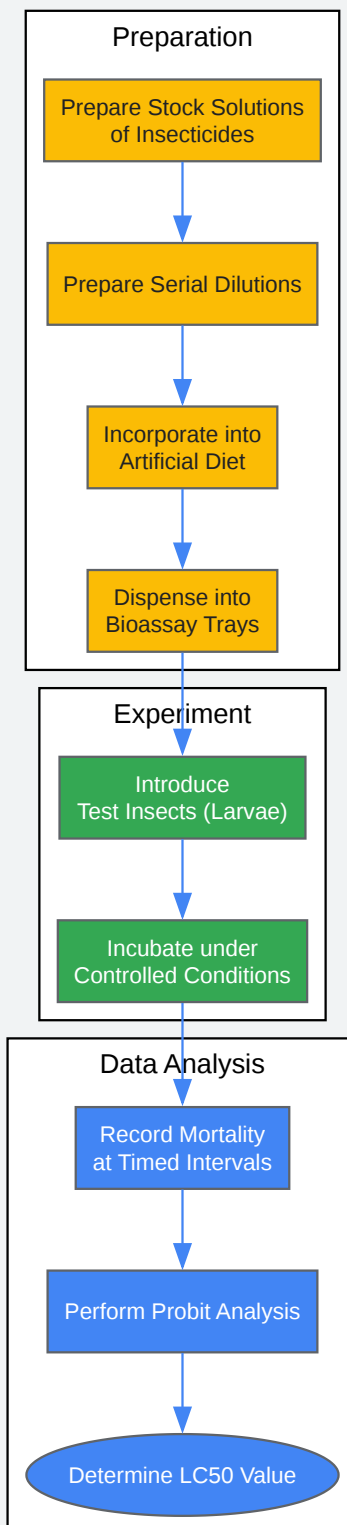 Preparation
Prepare Stock Solutions
of Insecticides
Prepare Serial Dilutions
Incorporate into
Artificial Diet
Dispense into
Bioassay Trays
Experiment
Introduce
Test Insects (Larvae)
Incubate under
Controlled Conditions
Data Analysis
Record Mortality
at Timed Intervals
Perform Probit Analysis
Determine LC50 Value